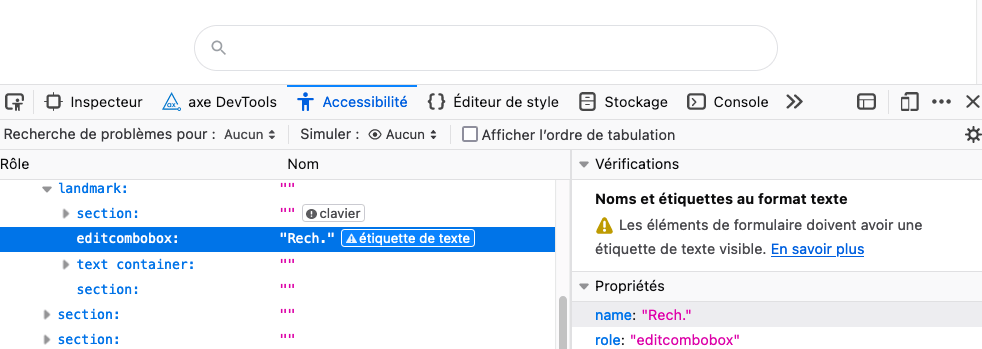 Inspecteur axe DevTools Accessibilité Éditeur de style Stockage Console
Recherche de problèmes pour : Aucun Simuler : Aucun Afficher l’ordre de tabulation
Rôle Nom
landmark: ""
section: "" clavier
editcombobox: "Rech." étiquette de texte
text container: ""
section: ""
section: ""
section: ""
Vérifications
Noms et étiquettes au format texte
Les éléments de formulaire doivent avoir une
étiquette de texte visible. En savoir plus
Propriétés
name: "Rech."
role: "editcombobox"